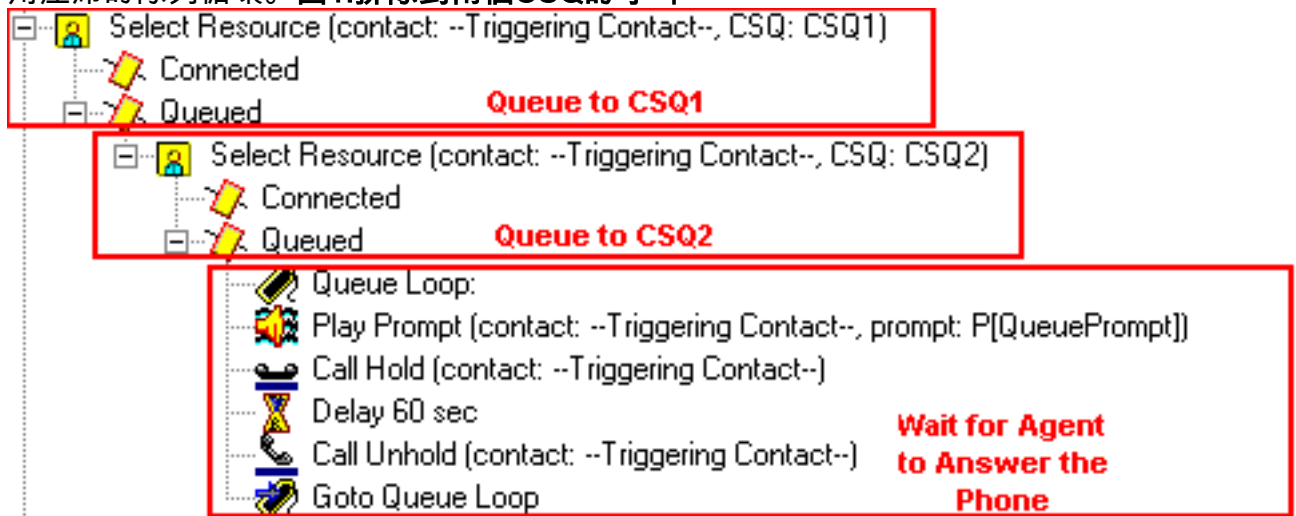 Select Resource (contact: --Triggering Contact--, CSQ: CSQ1)
Connected
Queued
Queue to CSQ1
Select Resource (contact: --Triggering Contact--, CSQ: CSQ2)
Connected
Queued
Queue to CSQ2
Queue Loop:
Play Prompt (contact: --Triggering Contact--, prompt: P[QueuePrompt])
Call Hold (contact: --Triggering Contact--)
Delay 60 sec
Call Unhold (contact: --Triggering Contact--)
Goto Queue Loop
Wait for Agent
to Answer the
Phone